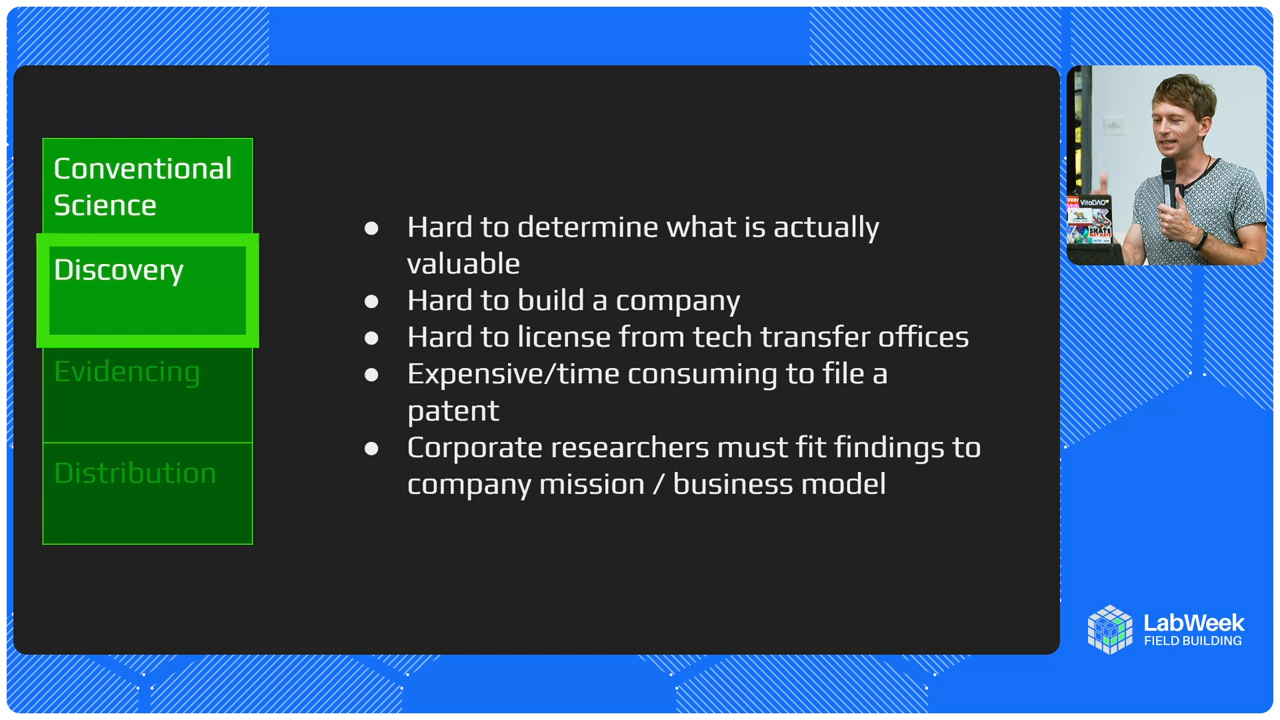 Conventional
Science
Discovery
Evidencing
Distribution
● Hard to determine what is actually
valuable
● Hard to build a company
● Hard to license from tech transfer offices
● Expensive/time consuming to file a
patent
● Corporate researchers must fit findings to
company mission / business model
VitaDAO
SKATE
LabWeek
FIELD BUILDING